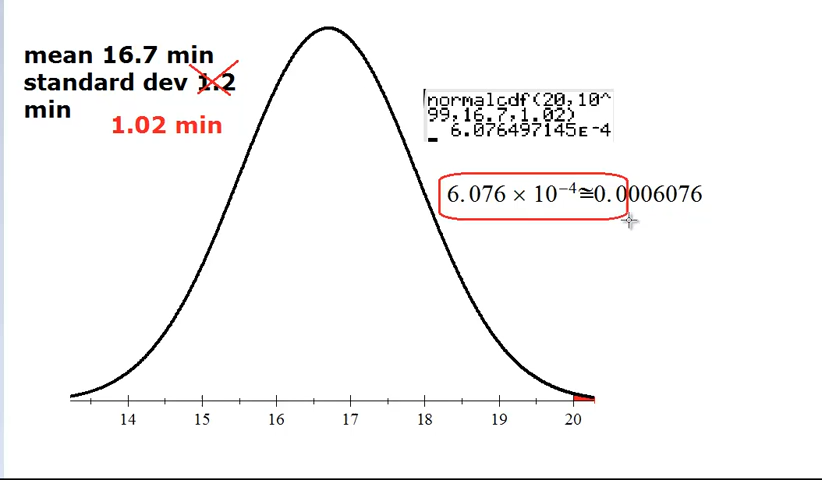 mean 16.7 min
standard dev 1.2
min
1.02 min
normalcdf(20,10^
99,16.7,1.02)
6.076497145ᴇ-4
6.076 × 10⁻⁴≅0.0006076
14 15 16 17 18 19 20